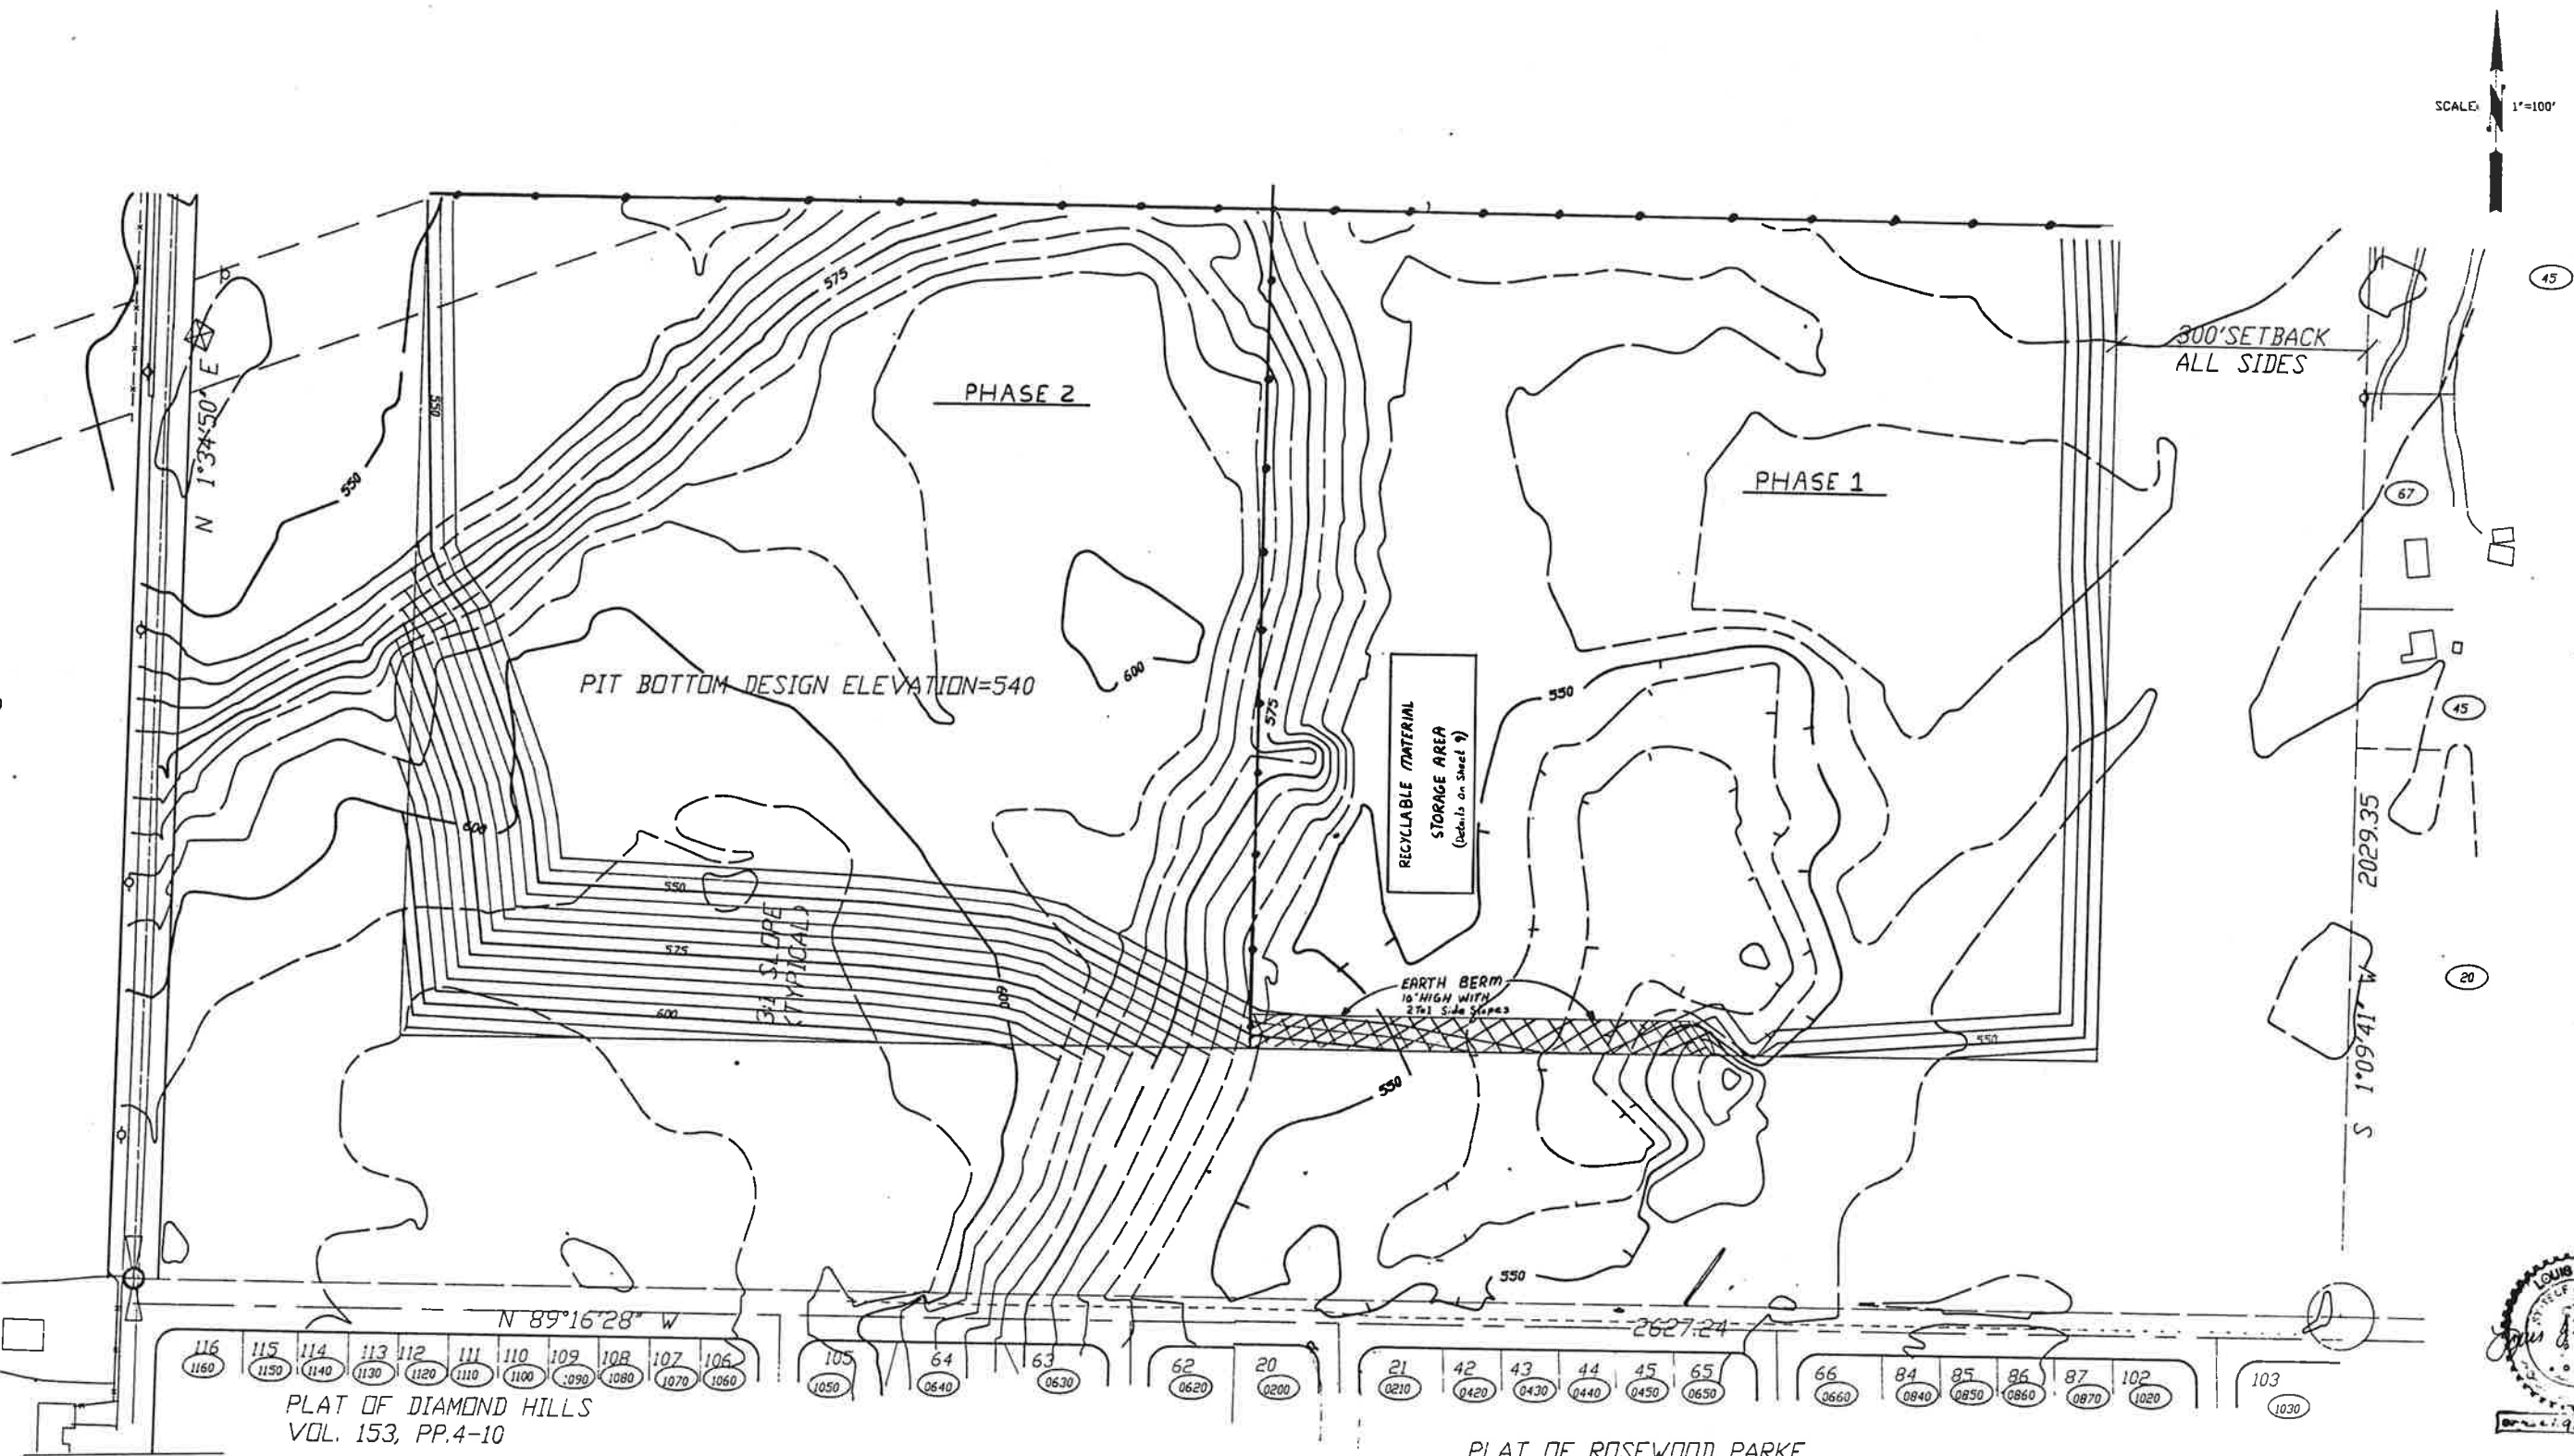 SCALE: N 1"=100'
45
300'SETBACK
ALL SIDES
575
PHASE 2
550
N 1°34'50" E
550
PHASE 1
67
600
PIT BOTTOM DESIGN ELEVATION=540
550
575
RECYCLABLE MATERIAL
STORAGE AREA
(Details on Sheet 9)
45
600
2029.35
550
575
3:1 SLOPE
(TYPICAL)
600
600
EARTH BERM
10' HIGH WITH
2 To 1 Side Slopes
20
S 1°09'41" W
550
550
550
N 89°16'28" W
2627.24
116 115 114 113 112 111 110 109 108 107 106 105 64 63 62 20 21 42 43 44 45 65 66 84 85 86 87 102 103
1160 1150 1140 1130 1120 1110 1100 1090 1080 1070 1060 1050 0640 0630 0620 0200 0210 0420 0430 0440 0450 0650 0660 0840 0850 0860 0870 1020 1030
PLAT OF DIAMOND HILLS
VOL. 153, PP.4-10
PLAT OF ROSEWOOD PARKE
LOUIS